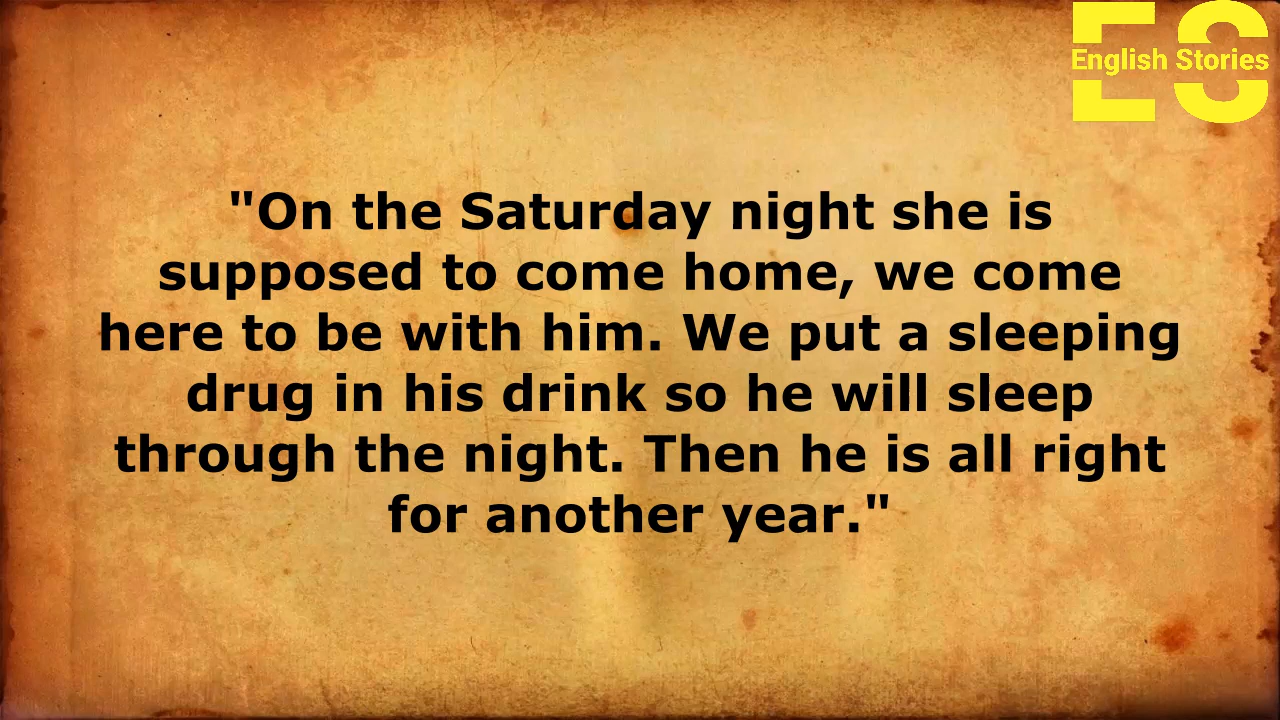 ES
English Stories
"On the Saturday night she is
supposed to come home, we come
here to be with him. We put a sleeping
drug in his drink so he will sleep
through the night. Then he is all right
for another year."